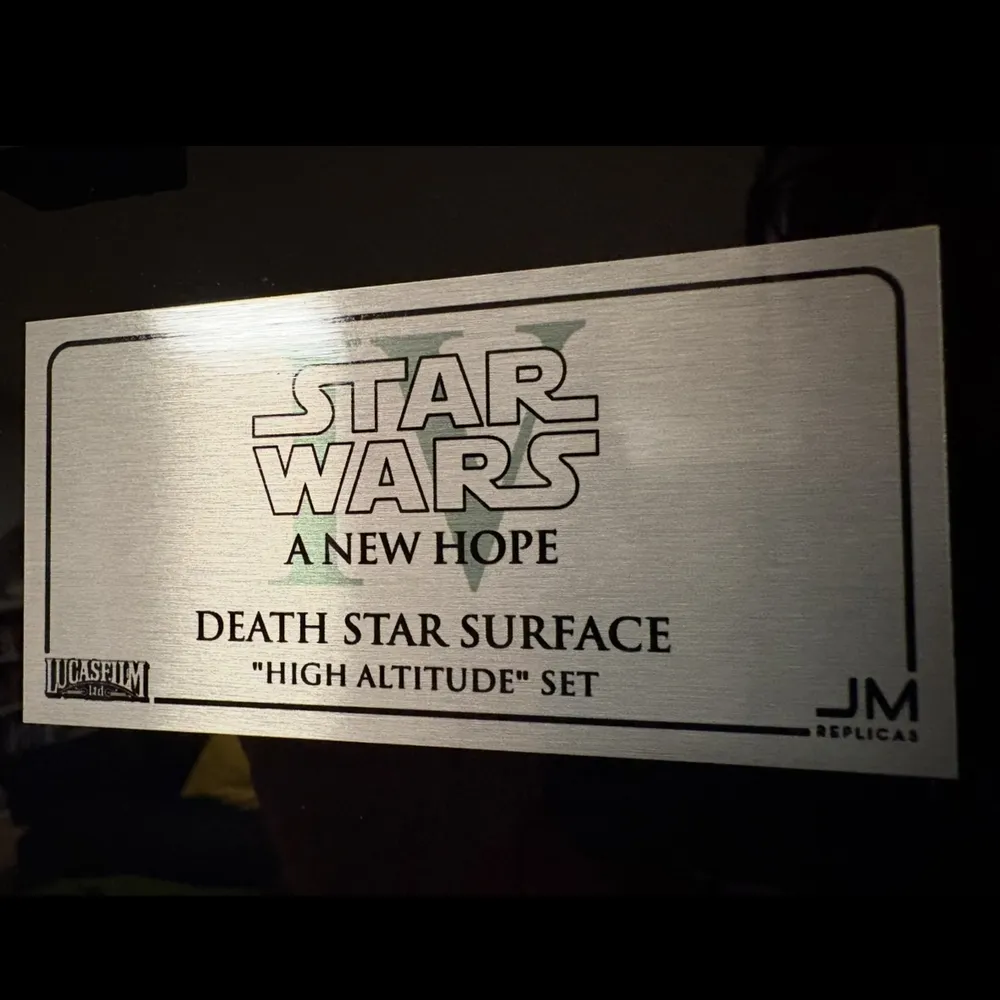 IV
STAR
WARS
A NEW HOPE
DEATH STAR SURFACE
"HIGH ALTITUDE" SET
LUCASFILM
Ltd
JM
REPLICAS